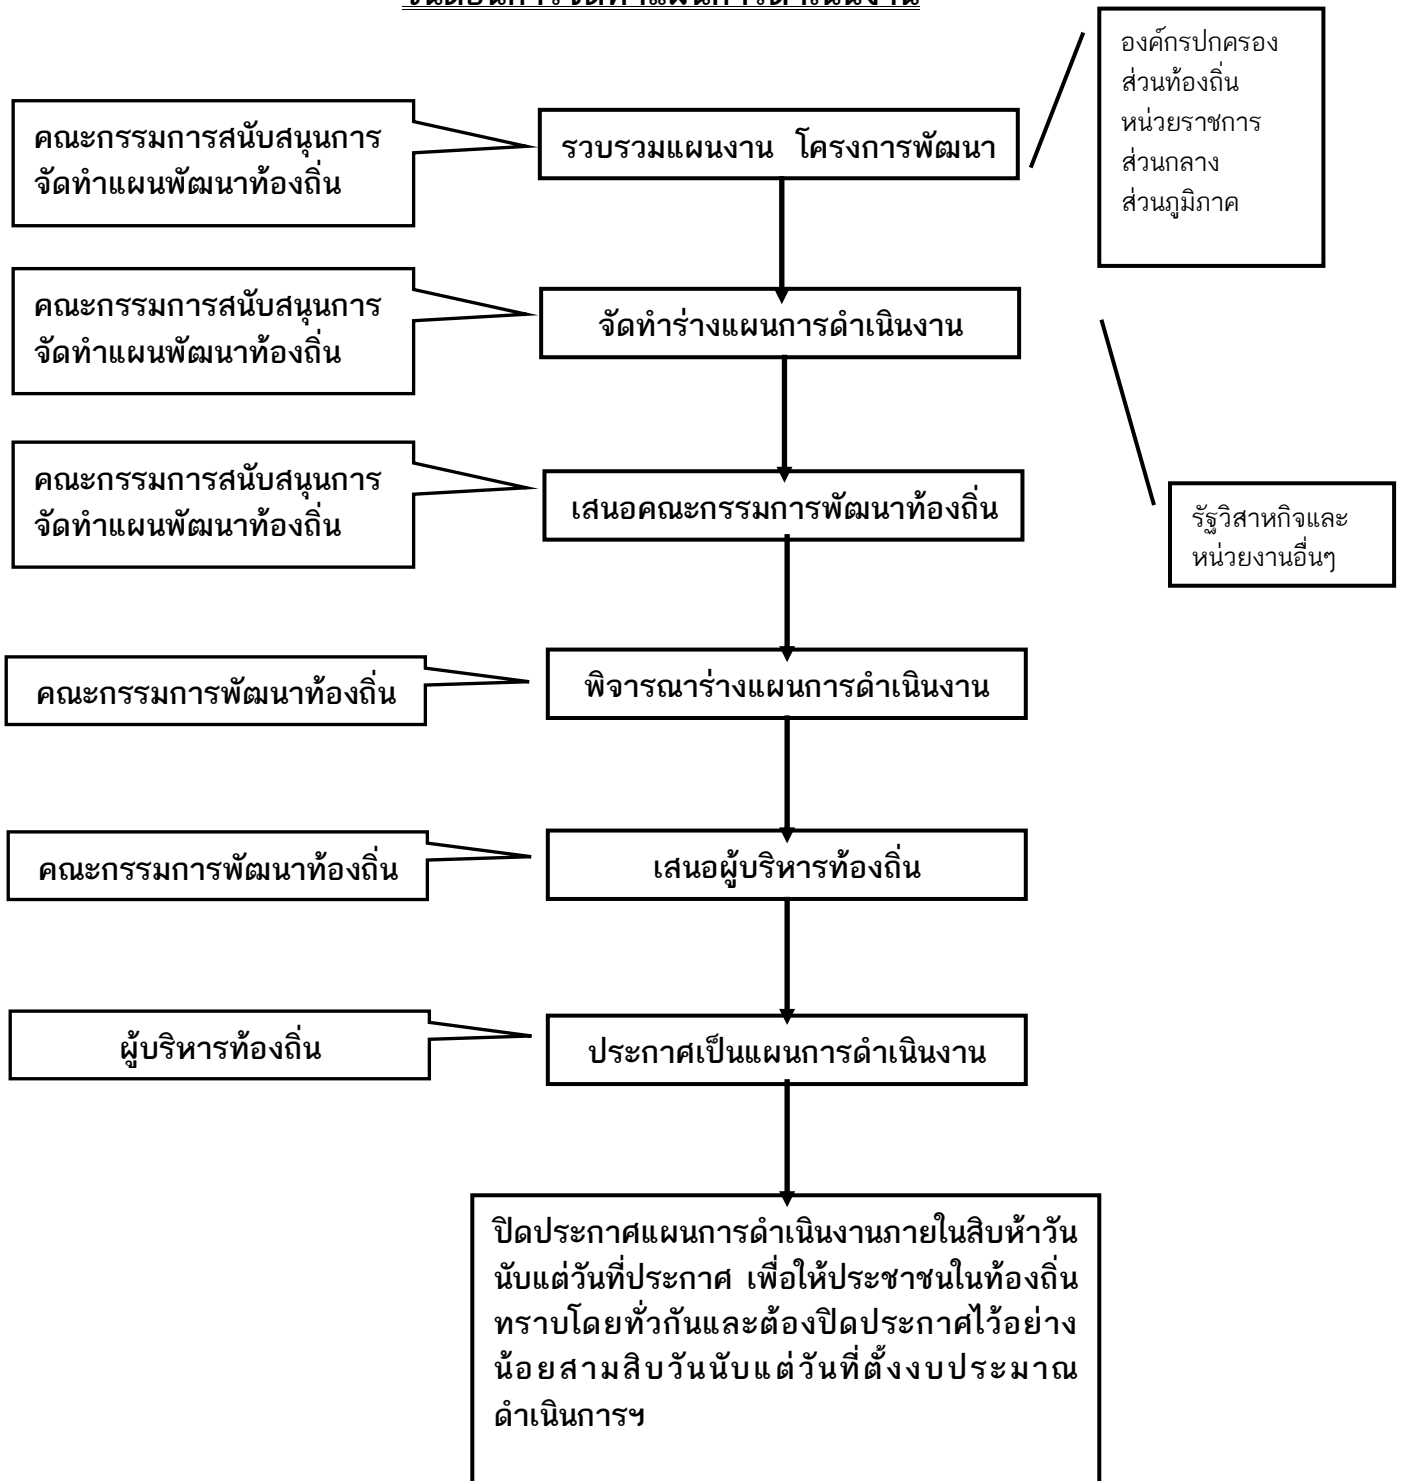 องค์กรปกครอง
ส่วนท้องถิ่น
หน่วยราชการ
ส่วนกลาง
ส่วนภูมิภาค
คณะกรรมการสนับสนุนการ
จัดทำแผนพัฒนาท้องถิ่น
รวบรวมแผนงาน โครงการพัฒนา
คณะกรรมการสนับสนุนการ
จัดทำแผนพัฒนาท้องถิ่น
จัดทำร่างแผนการดำเนินงาน
คณะกรรมการสนับสนุนการ
จัดทำแผนพัฒนาท้องถิ่น
เสนอคณะกรรมการพัฒนาท้องถิ่น
รัฐวิสาหกิจและ
หน่วยงานอื่นๆ
คณะกรรมการพัฒนาท้องถิ่น
พิจารณาร่างแผนการดำเนินงาน
คณะกรรมการพัฒนาท้องถิ่น
เสนอผู้บริหารท้องถิ่น
ผู้บริหารท้องถิ่น
ประกาศเป็นแผนการดำเนินงาน
ปิดประกาศแผนการดำเนินงานภายในสิบห้าวัน
นับแต่วันที่ประกาศ เพื่อให้ประชาชนในท้องถิ่น
ทราบโดยทั่วกันและต้องปิดประกาศไว้อย่าง
น้อยสามสิบวันนับแต่วันที่ตั้งงบประมาณ
ดำเนินการฯ